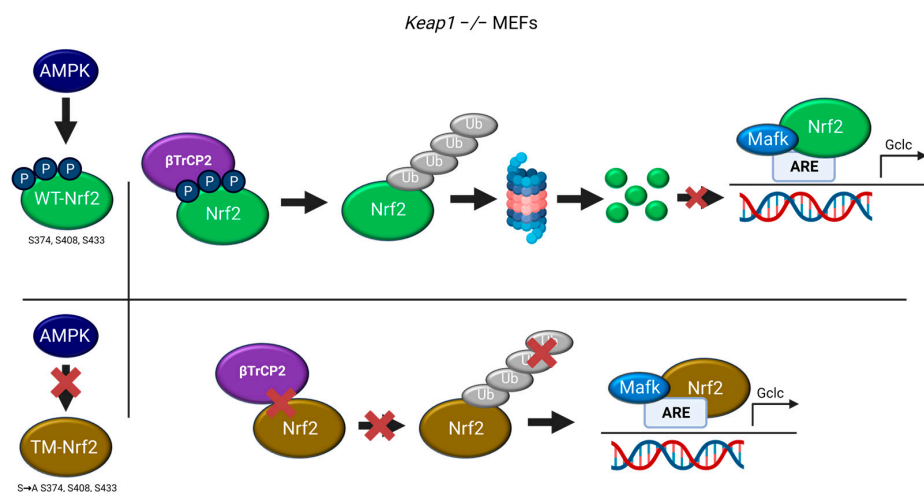 Keap1 −/− MEFs
AMPK
P P P
WT-Nrf2
S374, S408, S433
βTrCP2
P P P
Nrf2
Ub
Ub
Ub
Ub
Nrf2
Mafk
Nrf2
ARE
Gclc
AMPK
TM-Nrf2
S→A S374, S408, S433
βTrCP2
Nrf2
Ub
Ub
Nrf2
Mafk
Nrf2
ARE
Gclc